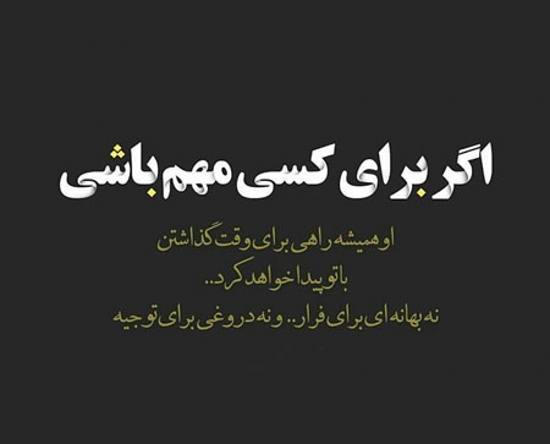 اگر برای کسی مهم باشی
او همیشه راهی برای وقت گذاشتن
با تو پیدا خواهد کرد..
نه بهانه ای برای فرار.. و نه دروغی برای توجیه